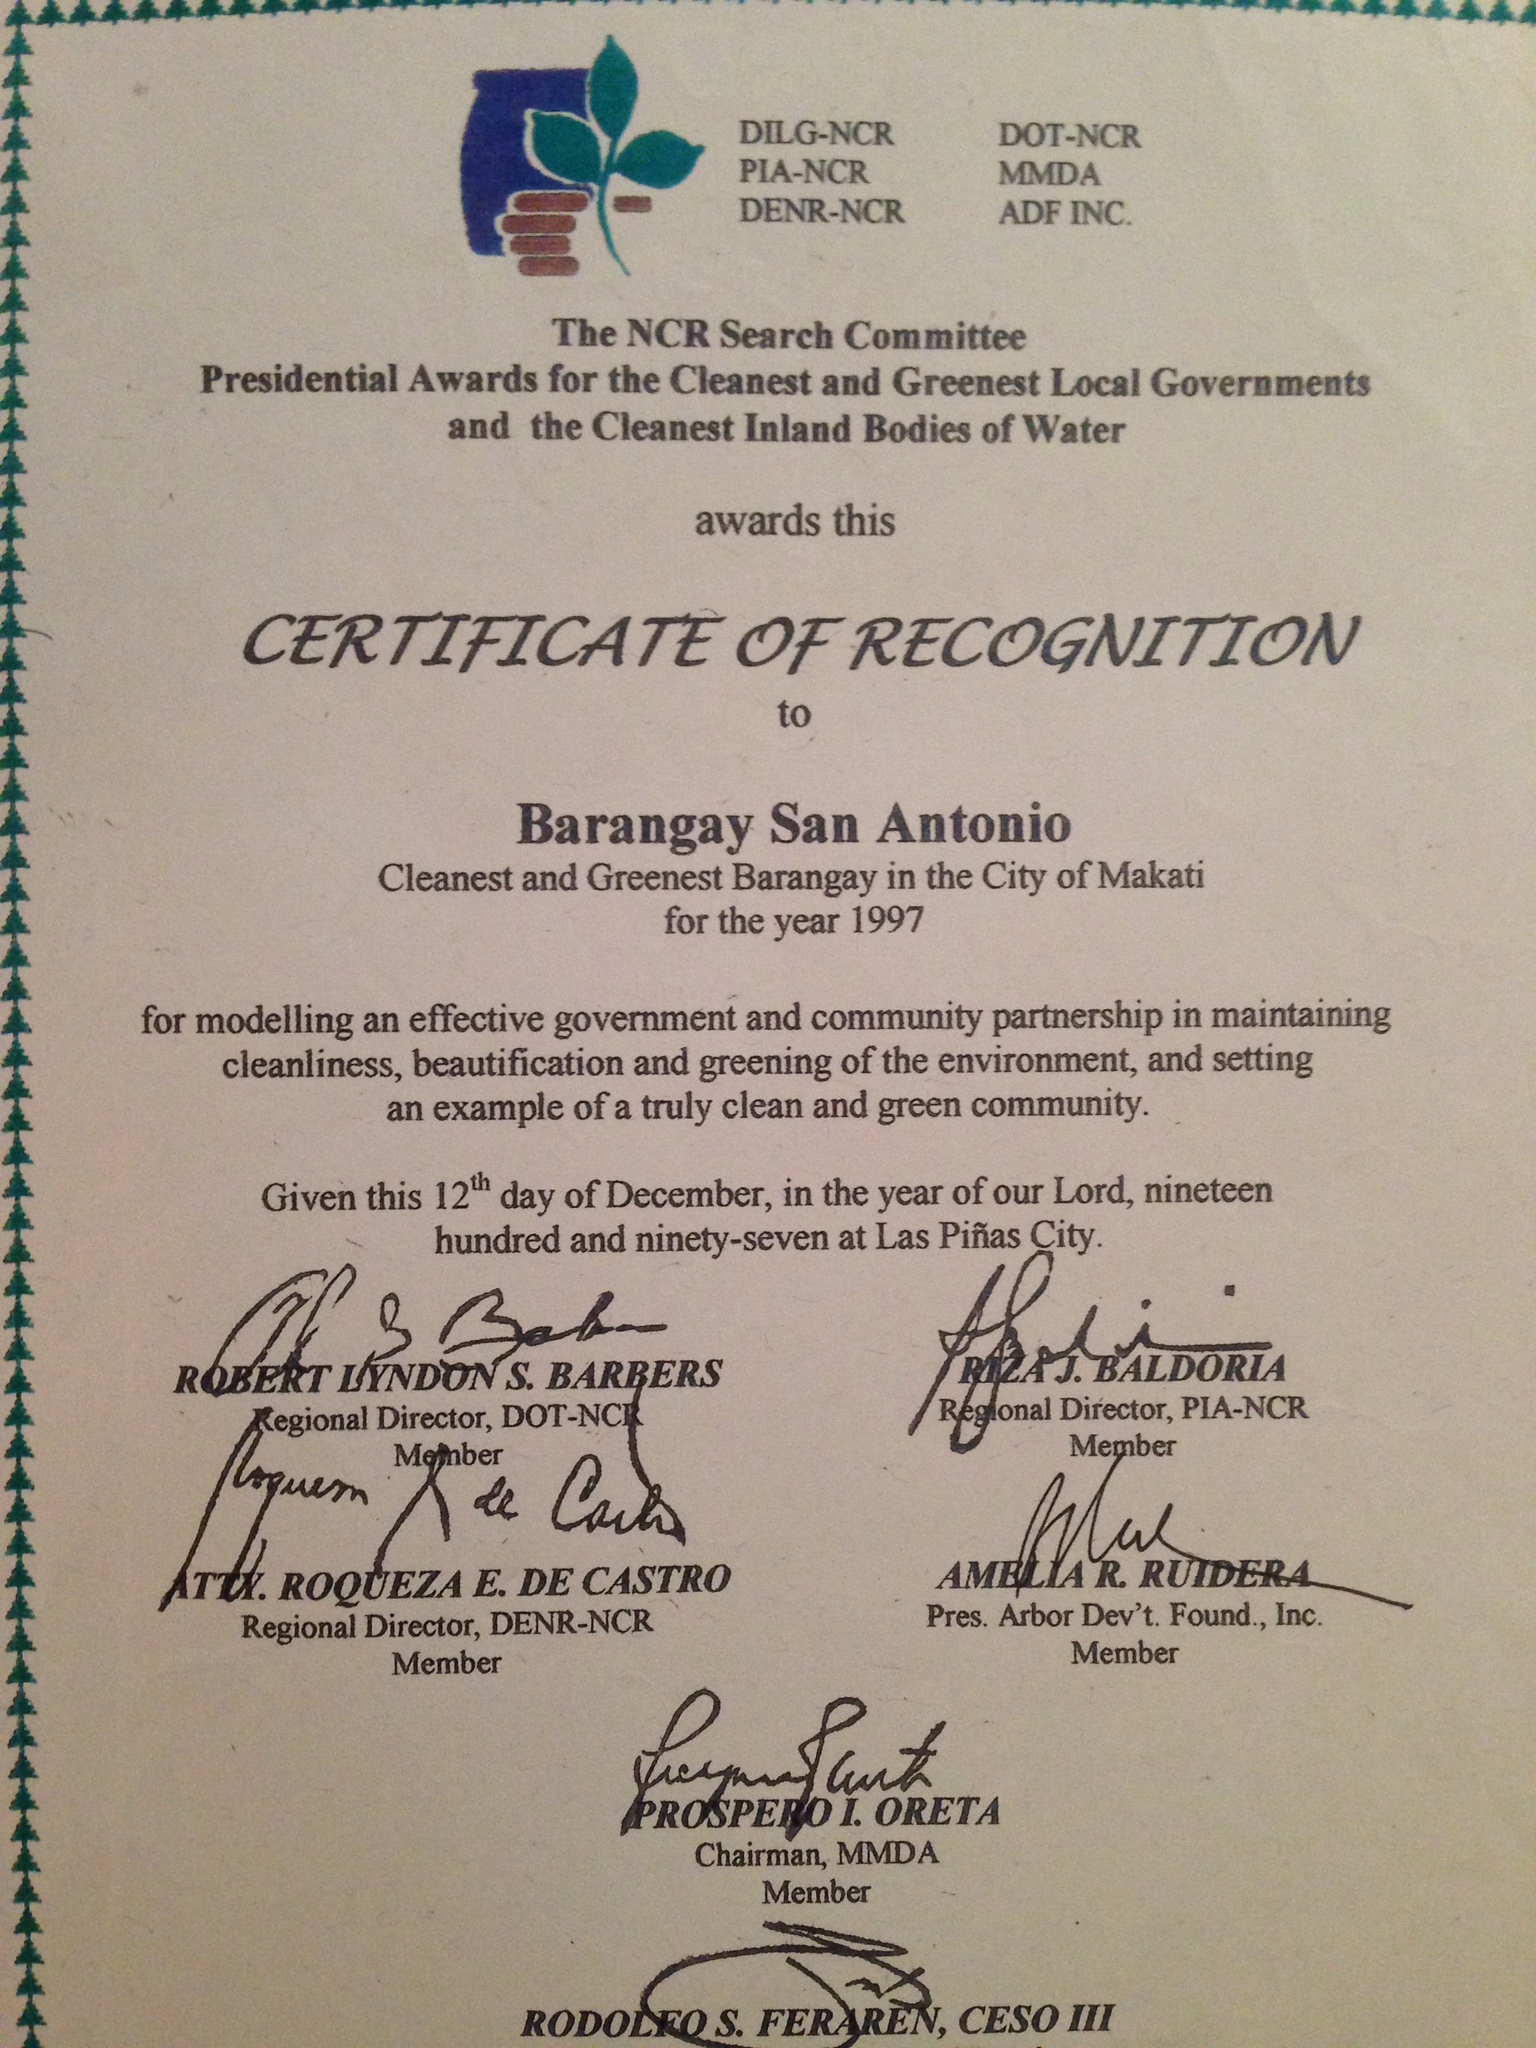 DILG-NCR DOT-NCR
PIA-NCR MMDA
DENR-NCR ADF INC.
The NCR Search Committee
Presidential Awards for the Cleanest and Greenest Local Governments
and the Cleanest Inland Bodies of Water
awards this
CERTIFICATE OF RECOGNITION
to
Barangay San Antonio
Cleanest and Greenest Barangay in the City of Makati
for the year 1997
for modelling an effective government and community partnership in maintaining
cleanliness, beautification and greening of the environment, and setting
an example of a truly clean and green community.
Given this 12th day of December, in the year of our Lord, nineteen
hundred and ninety-seven at Las Piñas City.
ROBERT LYNDON S. BARBERS
Regional Director, DOT-NCR
Member
RIZA J. BALDORIA
Regional Director, PIA-NCR
Member
ATTY. ROQUEZA E. DE CASTRO
Regional Director, DENR-NCR
Member
AMELIA R. RUIDERA
Pres. Arbor Dev't. Found., Inc.
Member
PROSPERO I. ORETA
Chairman, MMDA
Member
RODOLFO S. FERAREN, CESO III